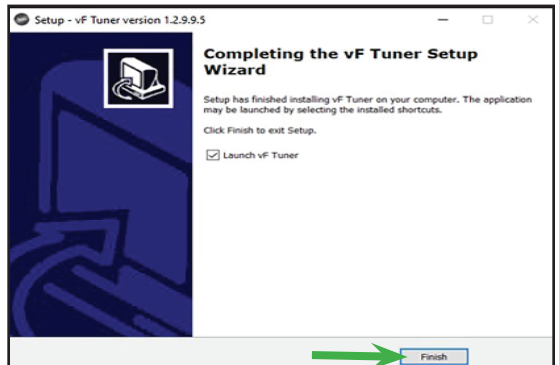 Setup - vF Tuner version 1.2.9.9.5
Completing the vF Tuner Setup
Wizard
Setup has finished installing vF Tuner on your computer. The application
may be launched by selecting the installed shortcuts.
Click Finish to exit Setup.
Launch vF Tuner
Finish